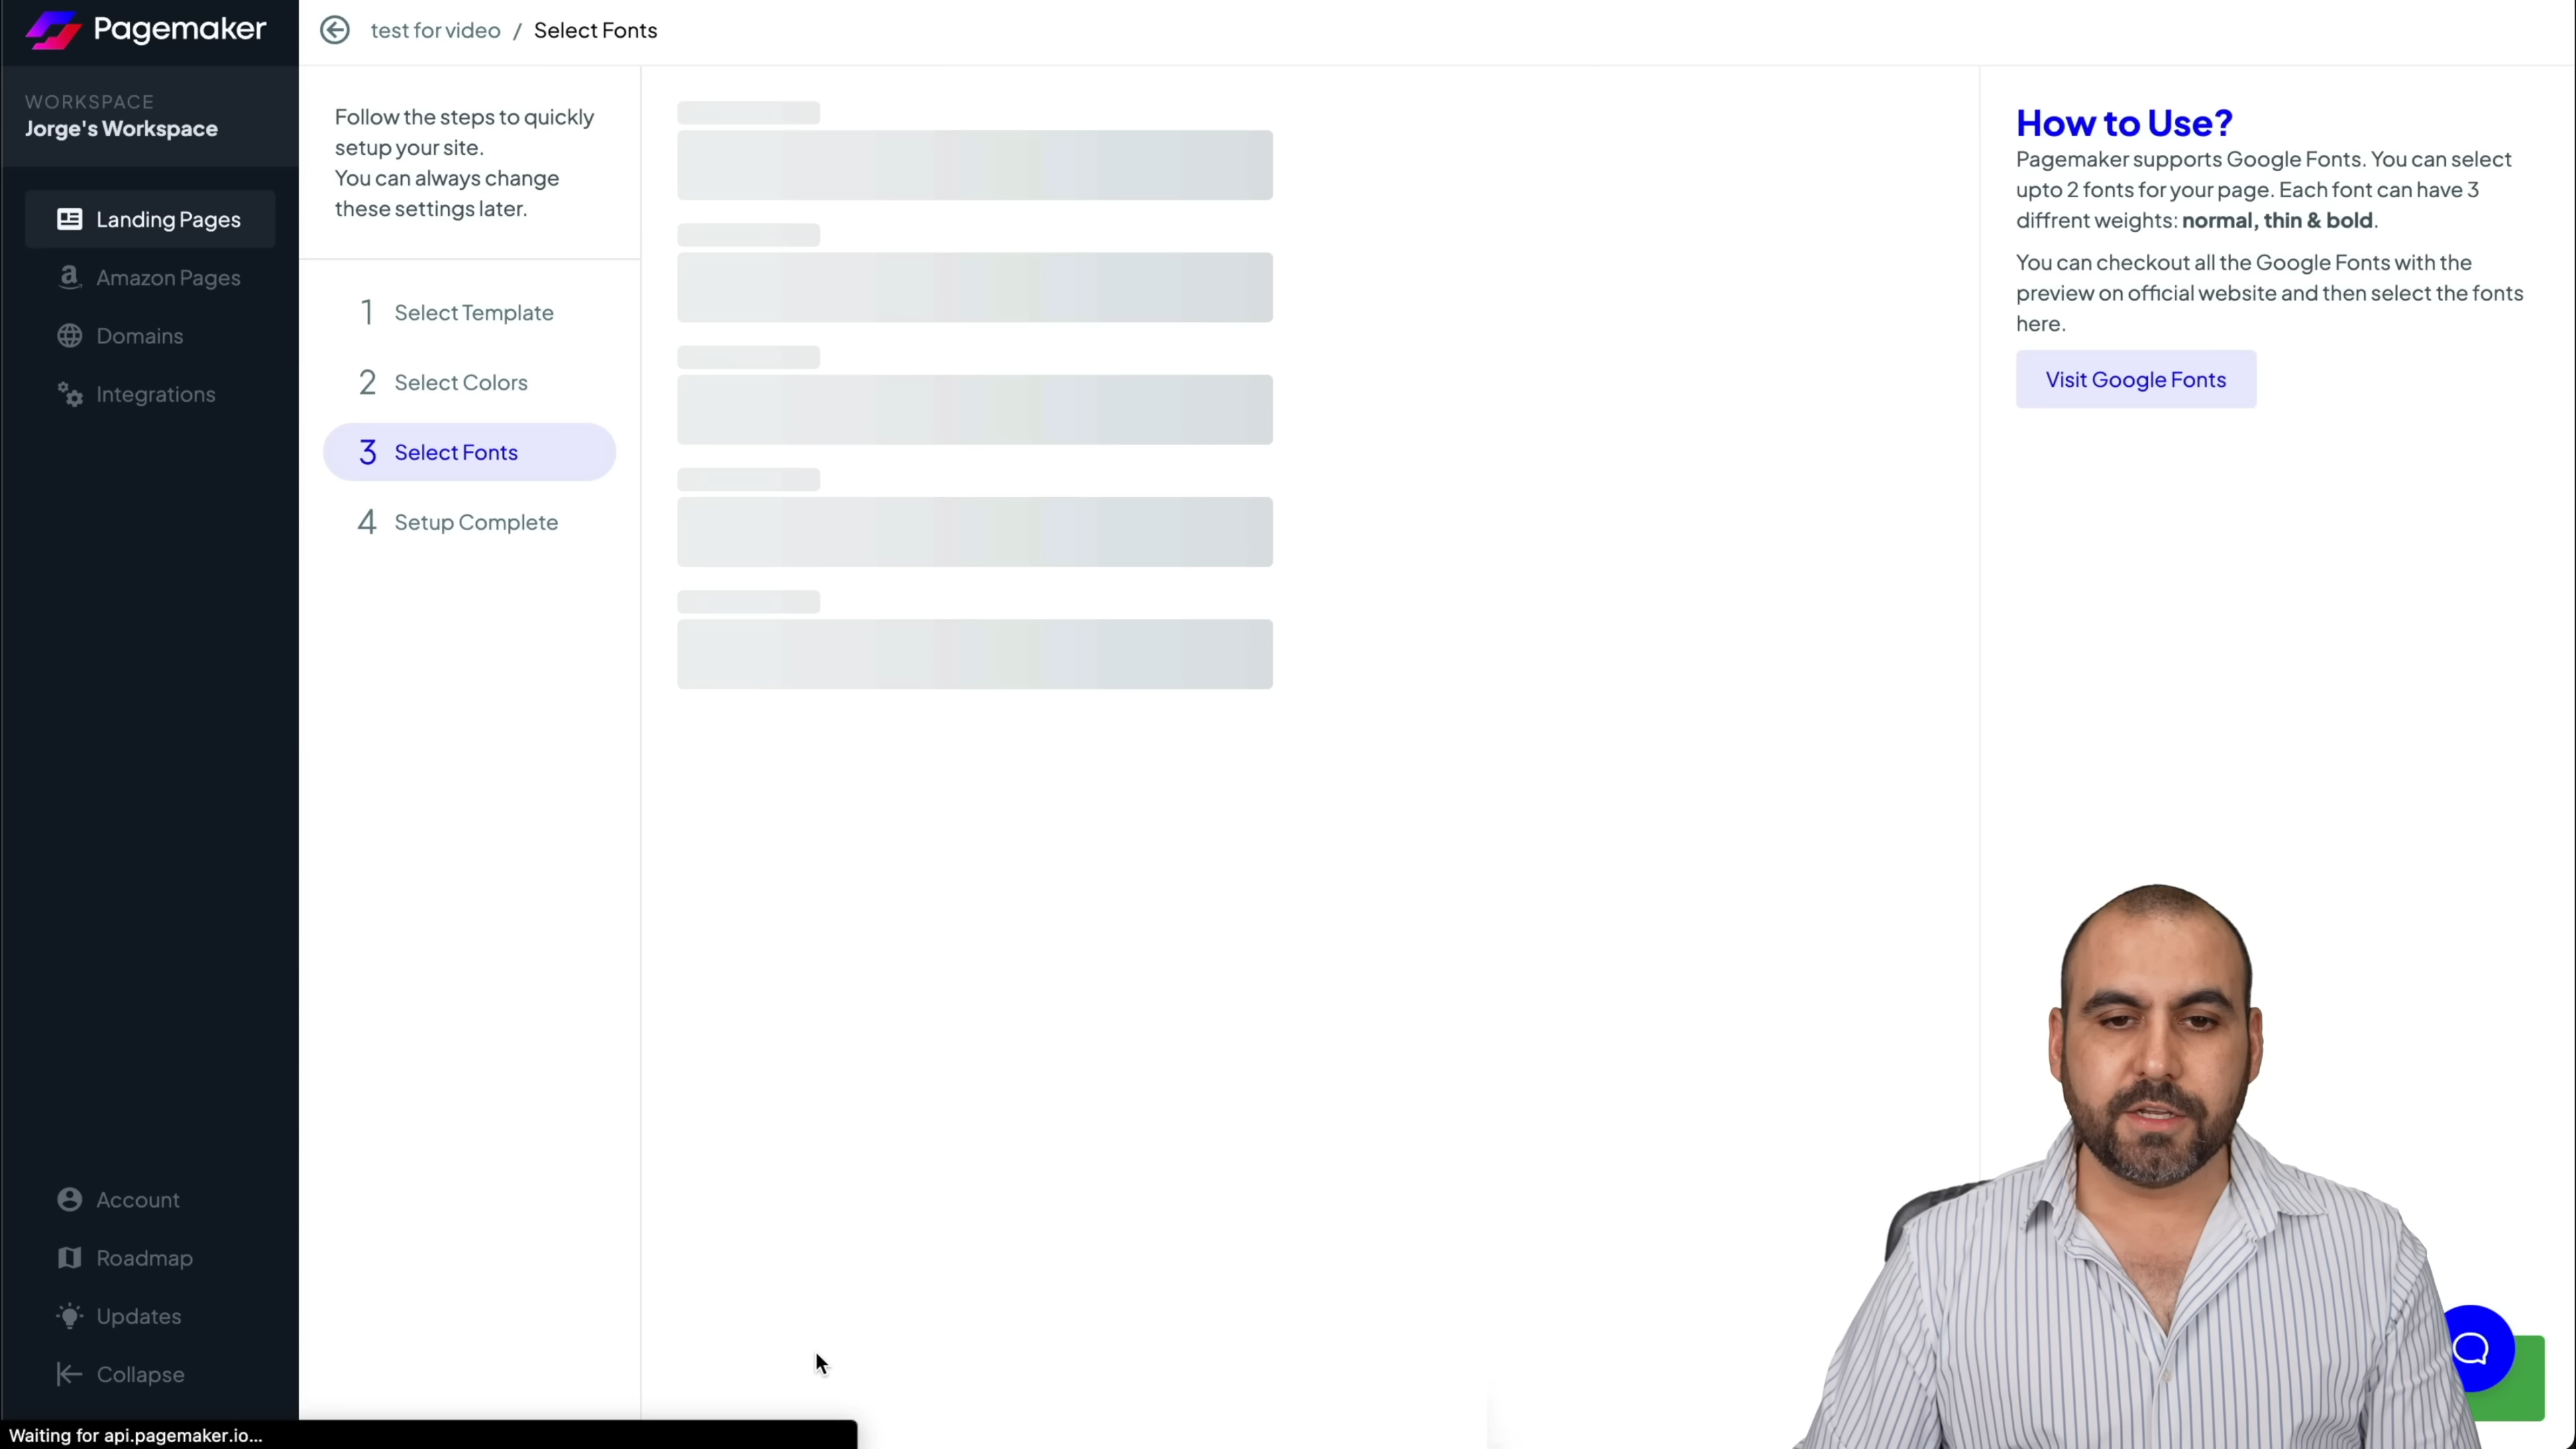 Pagemaker
test for video / Select Fonts
WORKSPACE
Jorge's Workspace
Landing Pages
Amazon Pages
Domains
Integrations
Account
Roadmap
Updates
Collapse
Follow the steps to quickly
setup your site.
You can always change
these settings later.
1 Select Template
2 Select Colors
3 Select Fonts
4 Setup Complete
How to Use?
Pagemaker supports Google Fonts. You can select
upto 2 fonts for your page. Each font can have 3
diffrent weights: normal, thin & bold.
You can checkout all the Google Fonts with the
preview on official website and then select the fonts
here.
Visit Google Fonts
Waiting for api.pagemaker.io...